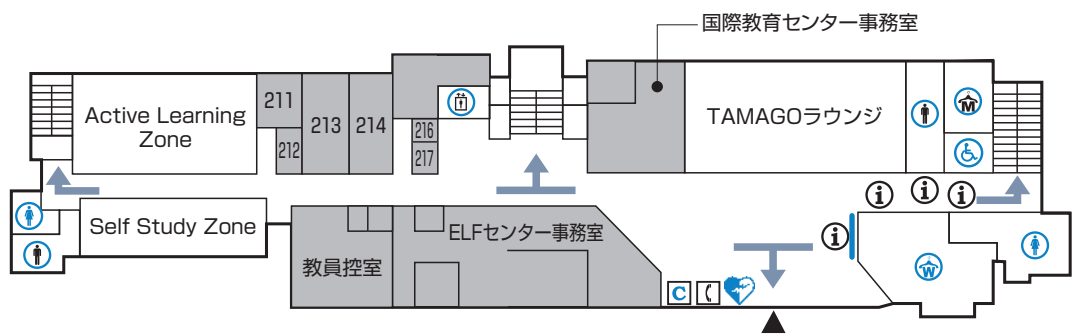 国際教育センター事務室
Active Learning
Zone
211
212
213
214
216
217
TAMAGOラウンジ
M
Self Study Zone
教員控室
ELFセンター事務室
C
W
i
i
i
i